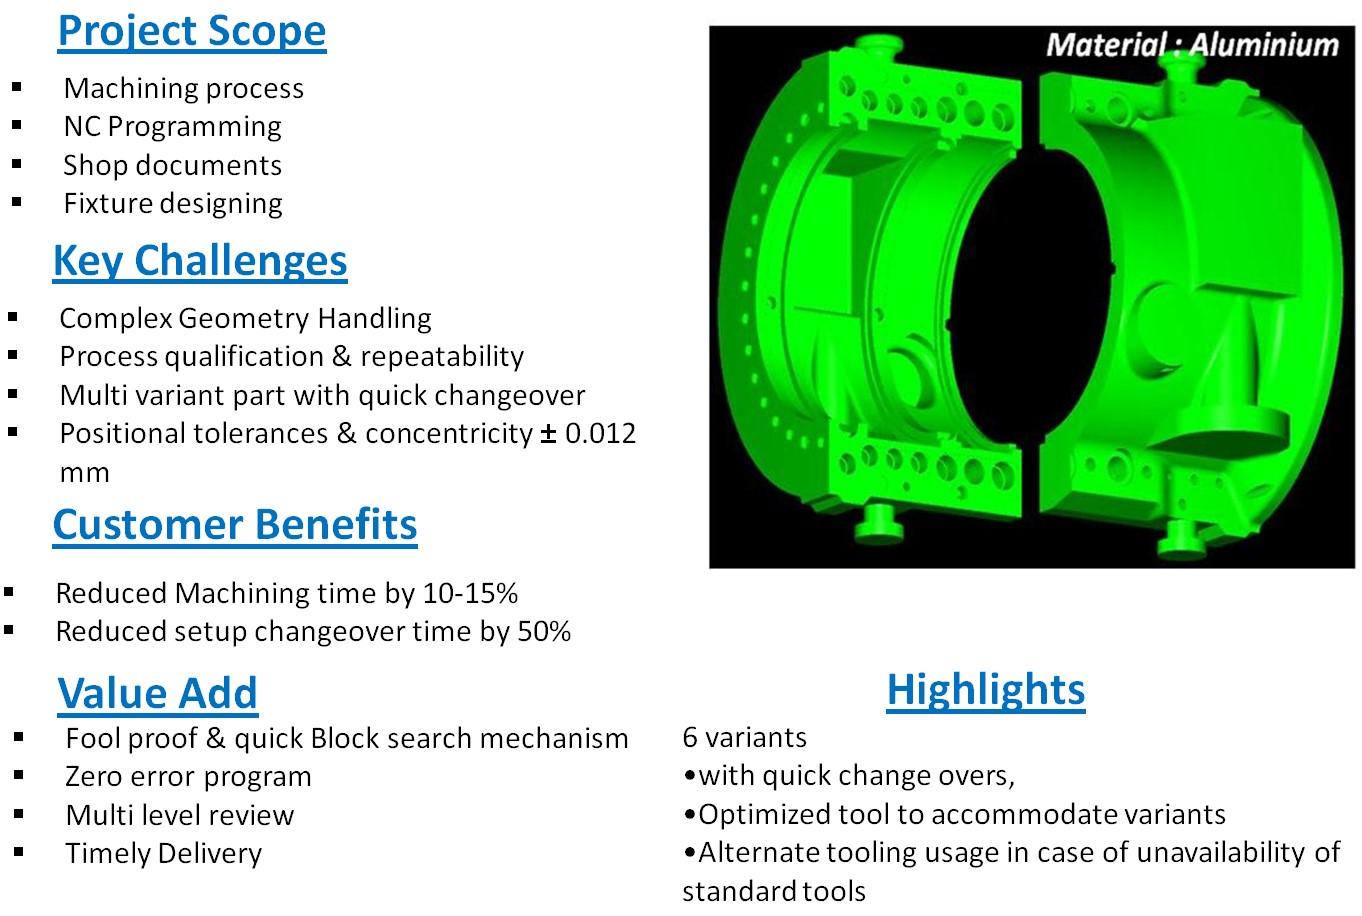 Project Scope
▪ Machining process
▪ NC Programming
▪ Shop documents
▪ Fixture designing
Key Challenges
▪ Complex Geometry Handling
▪ Process qualification & repeatability
▪ Multi variant part with quick changeover
▪ Positional tolerances & concentricity ± 0.012
mm
Customer Benefits
▪ Reduced Machining time by 10-15%
▪ Reduced setup changeover time by 50%
Value Add
▪ Fool proof & quick Block search mechanism
▪ Zero error program
▪ Multi level review
▪ Timely Delivery
Material : Aluminium
Highlights
6 variants
•with quick change overs,
•Optimized tool to accommodate variants
•Alternate tooling usage in case of unavailability of
standard tools